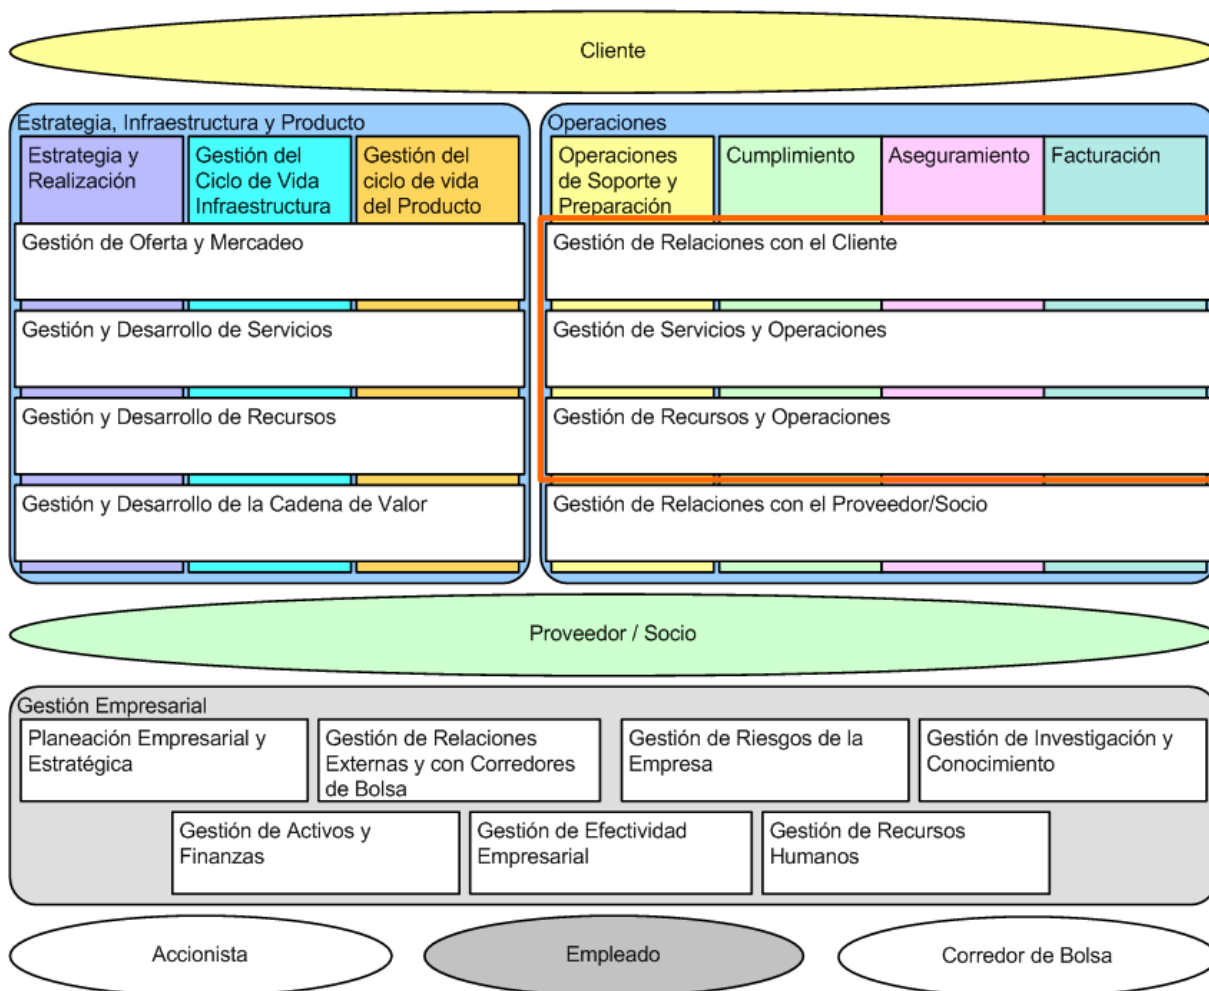 Cliente
Estrategia, Infraestructura y Producto
Estrategia y
Realización
Gestión del
Ciclo de Vida
Infraestructura
Gestión del
ciclo de vida
del Producto
Gestión de Oferta y Mercadeo
Gestión y Desarrollo de Servicios
Gestión y Desarrollo de Recursos
Gestión y Desarrollo de la Cadena de Valor
Operaciones
Operaciones
de Soporte y
Preparación
Cumplimiento
Aseguramiento
Facturación
Gestión de Relaciones con el Cliente
Gestión de Servicios y Operaciones
Gestión de Recursos y Operaciones
Gestión de Relaciones con el Proveedor/Socio
Proveedor / Socio
Gestión Empresarial
Planeación Empresarial y
Estratégica
Gestión de Relaciones
Externas y con Corredores
de Bolsa
Gestión de Riesgos de la
Empresa
Gestión de Investigación y
Conocimiento
Gestión de Activos y
Finanzas
Gestión de Efectividad
Empresarial
Gestión de Recursos
Humanos
Accionista
Empleado
Corredor de Bolsa